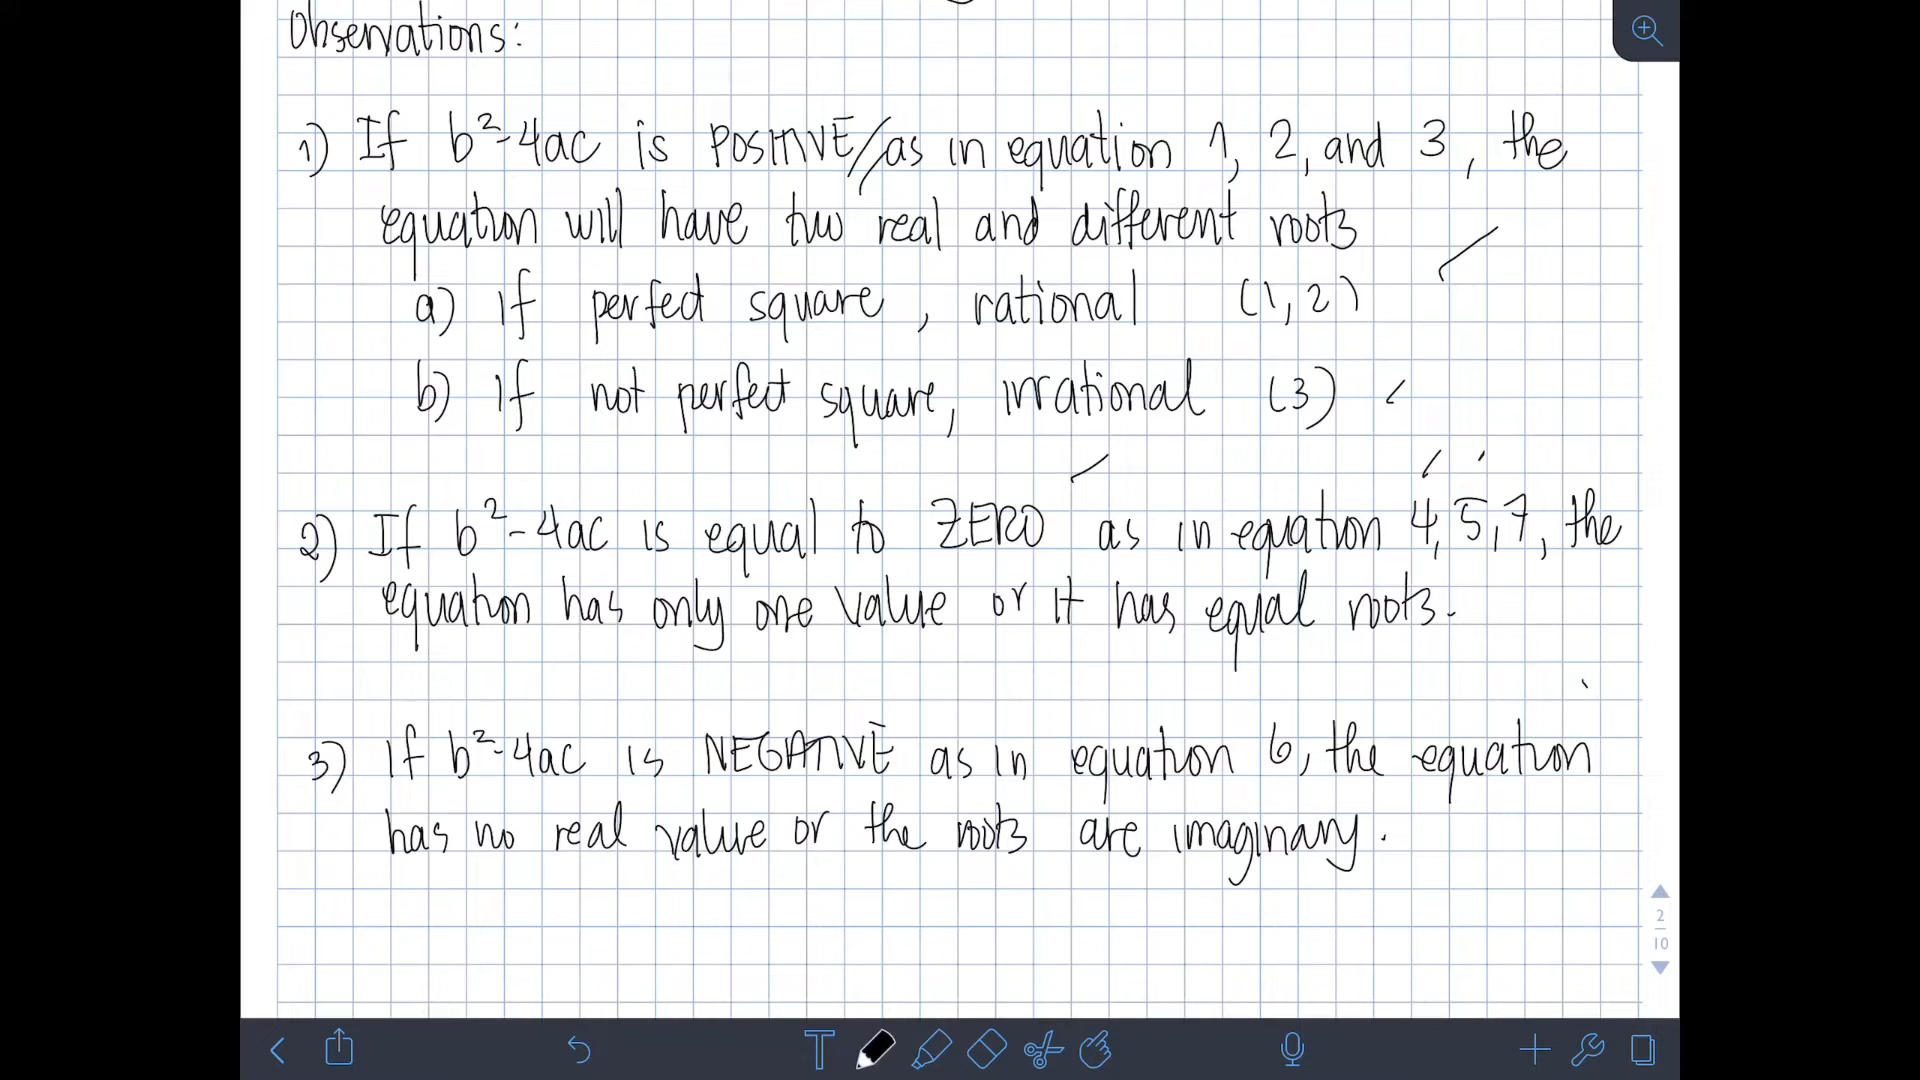 Observations:
1) If b²-4ac is POSITIVE/as in equation 1, 2, and 3, the
equation will have two real and different roots
a) if perfect square, rational (1,2)
b) if not perfect square, irrational (3)
2) If b²-4ac is equal to ZERO as in equation 4,5,7, the
equation has only one value or it has equal roots.
3) If b²-4ac is NEGATIVE as in equation 6, the equation
has no real value or the roots are imaginary.
2
10
T